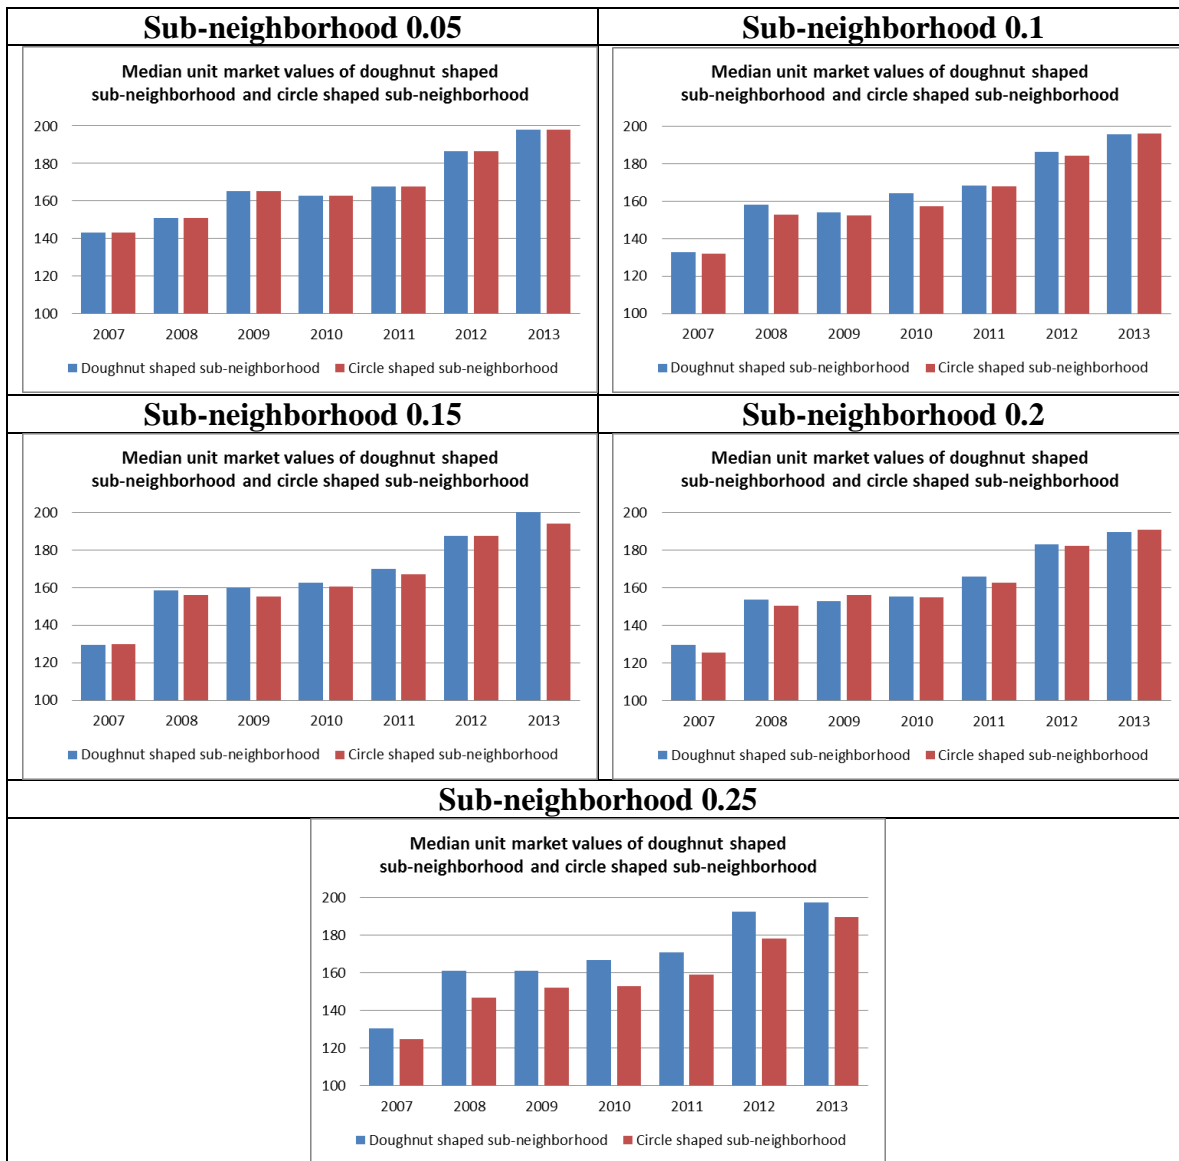 Sub-neighborhood 0.05
Median unit market values of doughnut shaped
sub-neighborhood and circle shaped sub-neighborhood
200
180
160
140
120
100
2007 2008 2009 2010 2011 2012 2013
Doughnut shaped sub-neighborhood Circle shaped sub-neighborhood
Sub-neighborhood 0.1
Median unit market values of doughnut shaped
sub-neighborhood and circle shaped sub-neighborhood
200
180
160
140
120
100
2007 2008 2009 2010 2011 2012 2013
Doughnut shaped sub-neighborhood Circle shaped sub-neighborhood
Sub-neighborhood 0.15
Median unit market values of doughnut shaped
sub-neighborhood and circle shaped sub-neighborhood
200
180
160
140
120
100
2007 2008 2009 2010 2011 2012 2013
Doughnut shaped sub-neighborhood Circle shaped sub-neighborhood
Sub-neighborhood 0.2
Median unit market values of doughnut shaped
sub-neighborhood and circle shaped sub-neighborhood
200
180
160
140
120
100
2007 2008 2009 2010 2011 2012 2013
Doughnut shaped sub-neighborhood Circle shaped sub-neighborhood
Sub-neighborhood 0.25
Median unit market values of doughnut shaped
sub-neighborhood and circle shaped sub-neighborhood
200
180
160
140
120
100
2007 2008 2009 2010 2011 2012 2013
Doughnut shaped sub-neighborhood Circle shaped sub-neighborhood